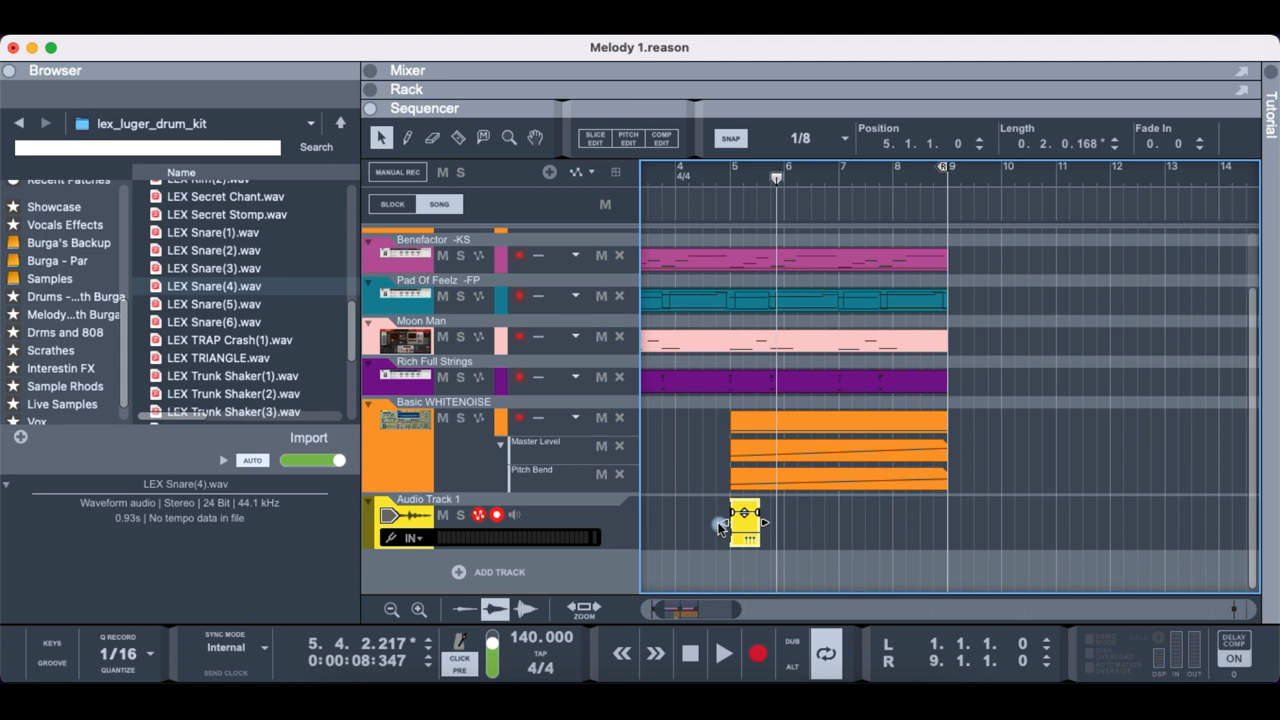 Melody 1.reason
Browser
Mixer
Rack
Sequencer
Tutorial
lex_luger_drum_kit
Search
SLICE EDIT
PITCH EDIT
COMP EDIT
SNAP
1/8
Position
5. 1. 1. 0
Length
0. 2. 0.168 *
Fade In
0. 0
Name
MANUAL REC
M S
4 5 6 7 8 9 10 11 12 13 14
4/4
BLOCK
SONG
M
Recent Patches
Showcase
Vocals Effects
Burga's Backup
Burga - Par
Samples
Drums -...th Burga
Melody...th Burga
Drms and 808
Scrathes
Interestin FX
Sample Rhods
Live Samples
Vox
LEX Rim(2).wav
LEX Secret Chant.wav
LEX Secret Stomp.wav
LEX Snare(1).wav
LEX Snare(2).wav
LEX Snare(3).wav
LEX Snare(4).wav
LEX Snare(5).wav
LEX Snare(6).wav
LEX TRAP Crash(1).wav
LEX TRIANGLE.wav
LEX Trunk Shaker(1).wav
LEX Trunk Shaker(2).wav
LEX Trunk Shaker(3).wav
Import
AUTO
LEX Snare(4).wav
Waveform audio | Stereo | 24 Bit | 44.1 kHz
0.93s | No tempo data in file
Benefactor -KS
M S M
Pad Of Feelz -FP
M S M
Moon Man
M S M
Rich Full Strings
M S M
Basic WHITENOISE
M S M
Master Level
M
Pitch Bend
M
Audio Track 1
M S
IN
ADD TRACK
ZOOM
KEYS
GROOVE
Q RECORD
1/16
QUANTIZE
SYNC MODE
Internal
SEND CLOCK
5. 4. 2.217 *
0:00:08:347
CLICK
PRE
140.000
TAP
4/4
DUB
ALT
L 1. 1. 1. 0
R 9. 1. 1. 0
DSP IN OUT
DELAY COMP
ON
0